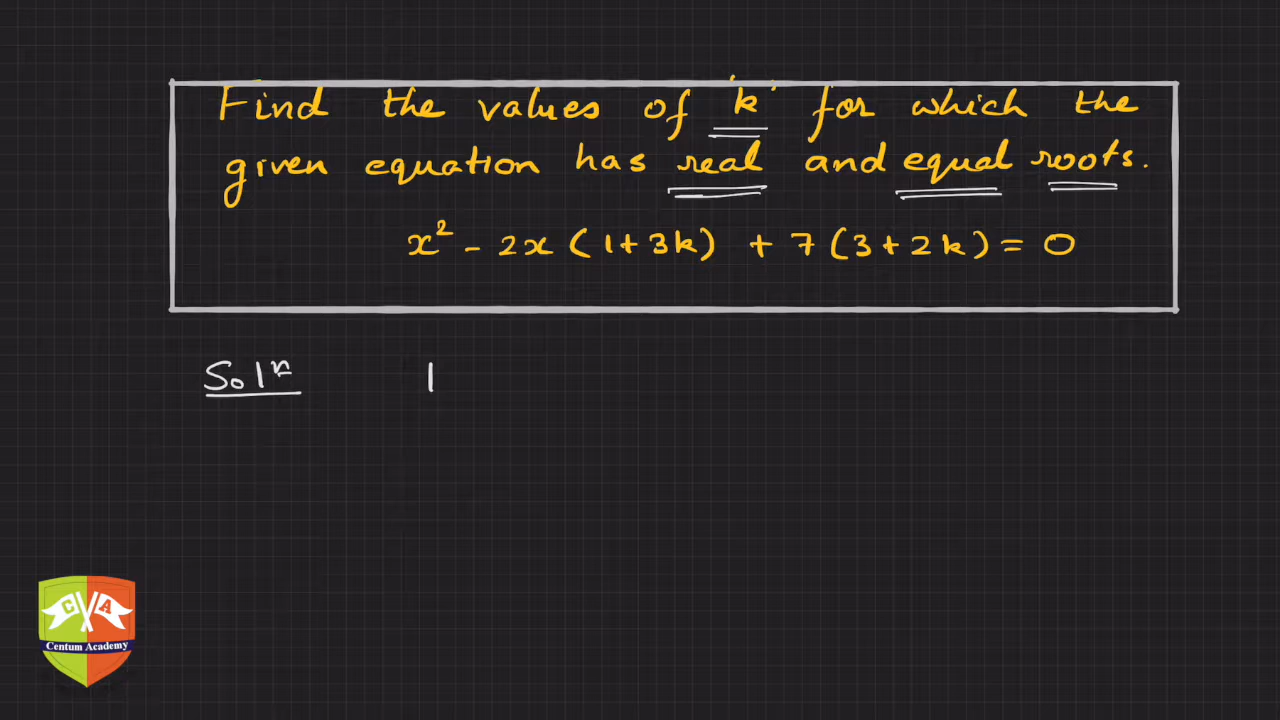 Find the values of 'k' for which the
given equation has real and equal roots.
x² - 2x (1+3k) + 7 (3+2k) = 0
Solⁿ
C A
Centum Academy